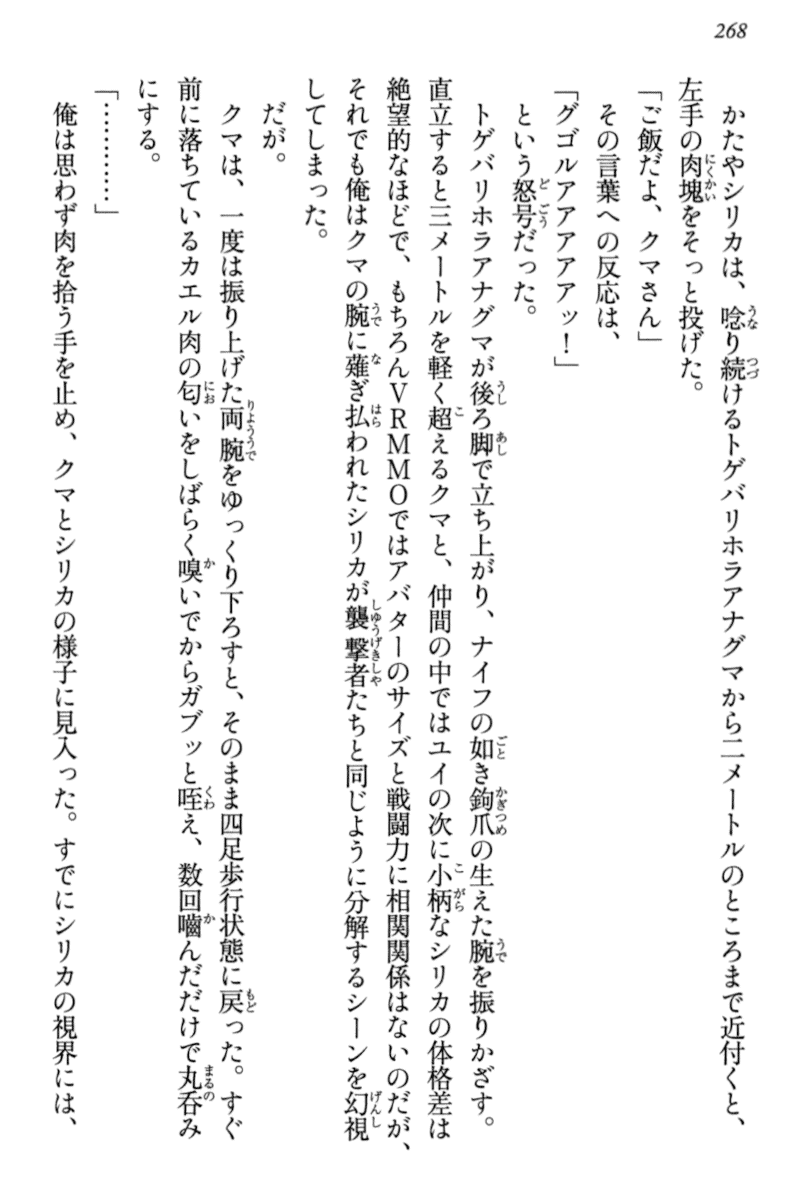 268
かたやシリカは、唸り続けるトゲバリホラアナグマから二メートルのところまで近付くと、
左手の肉塊をそっと投げた。
「ご飯だよ、クマさん」
その言葉への反応は、
「グゴルアアアアアッ！」
という怒号だった。
トゲバリホラアナグマが後ろ脚で立ち上がり、ナイフの如き鉤爪の生えた腕を振りかざす。
直立すると三メートルを軽く超えるクマと、仲間の中ではユイの次に小柄なシリカの体格差は
絶望的なほどで、もちろんＶＲＭＭＯではアバターのサイズと戦闘力に相関関係はないのだが、
それでも俺はクマの腕に薙ぎ払われたシリカが襲撃者たちと同じように分解するシーンを幻視
してしまった。
だが。
クマは、一度は振り上げた両腕をゆっくり下ろすと、そのまま四足歩行状態に戻った。すぐ
前に落ちているカエル肉の匂いをしばらく嗅いでからガブッと咥え、数回嚙んだだけで丸呑み
にする。
「…………」
俺は思わず肉を拾う手を止め、クマとシリカの様子に見入った。すでにシリカの視界には、